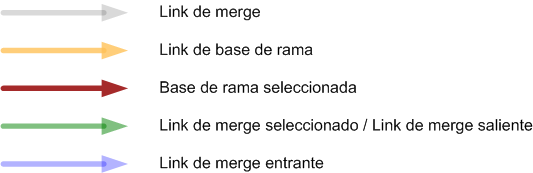 Link de merge
Link de base de rama
Base de rama seleccionada
Link de merge seleccionado / Link de merge saliente
Link de merge entrante